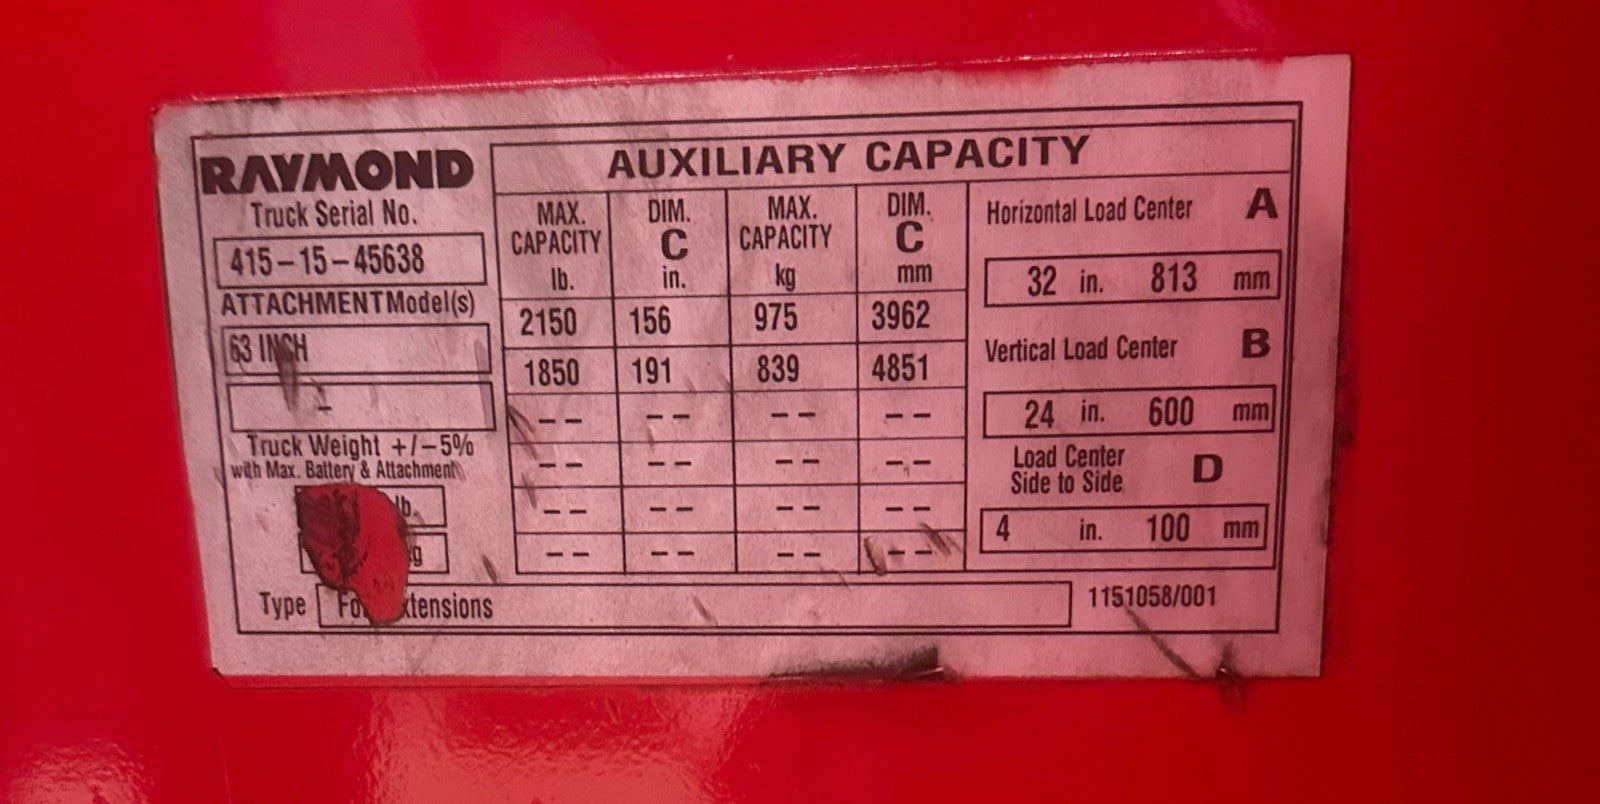 RAYMOND
Truck Serial No.
415-15-45638
ATTACHMENT Model(s)
63 INCH
-
Truck Weight +/-5%
with Max. Battery & Attachment
lb.
Type
AUXILIARY CAPACITY
MAX. CAPACITY lb. DIM. C in. MAX. CAPACITY kg DIM. C mm
2150 156 975 3962
1850 191 839 4851
-- -- -- --
-- -- -- --
-- -- -- --
-- -- -- --
Horizontal Load Center A
32 in. 813 mm
Vertical Load Center B
24 in. 600 mm
Load Center
Side to Side D
4 in. 100 mm
1151058/001